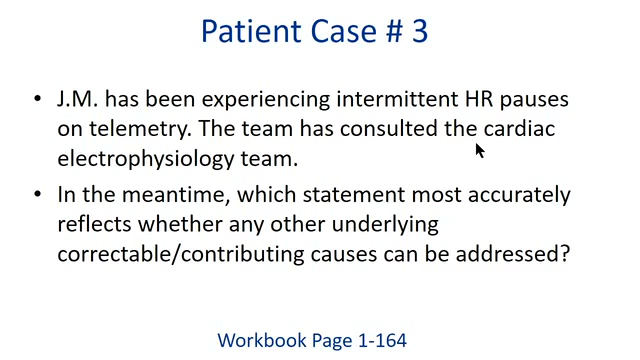 Patient Case # 3
• J.M. has been experiencing intermittent HR pauses
on telemetry. The team has consulted the cardiac
electrophysiology team.
• In the meantime, which statement most accurately
reflects whether any other underlying
correctable/contributing causes can be addressed?
Workbook Page 1-164